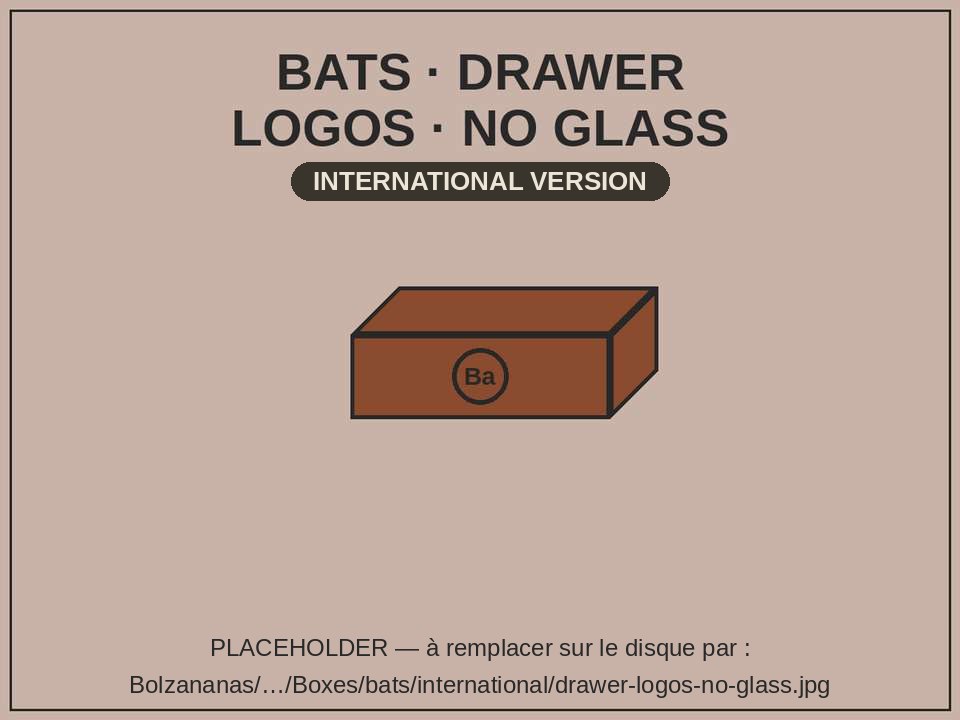 BATS · DRAWER
LOGOS · NO GLASS
INTERNATIONAL VERSION
Ba
PLACEHOLDER — à remplacer sur le disque par :
Bolzananas/…/Boxes/bats/international/drawer-logos-no-glass.jpg